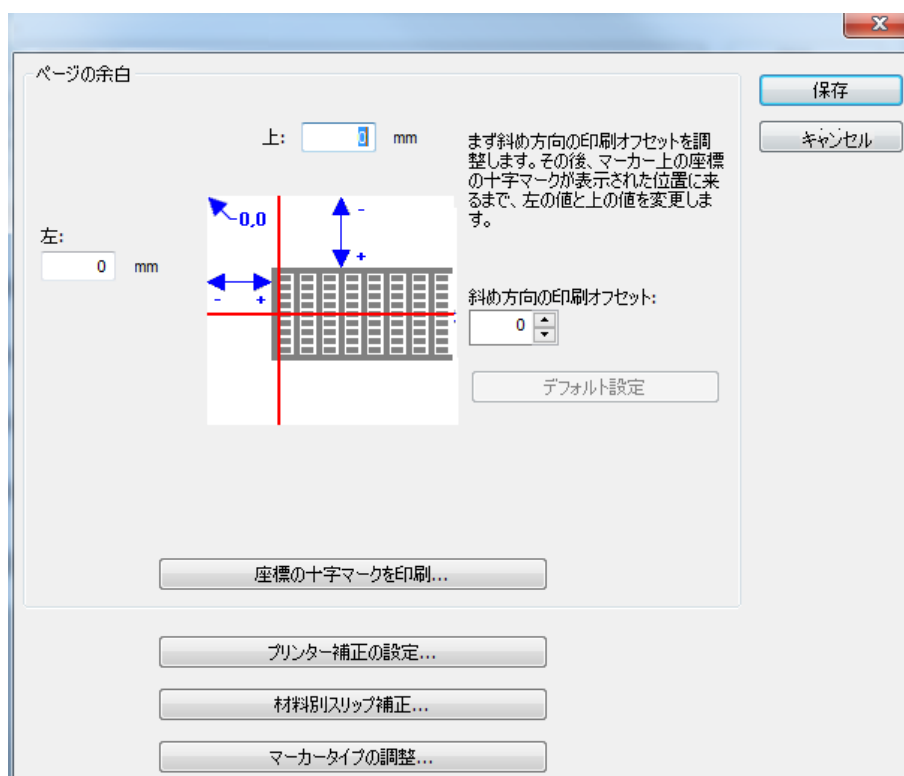 ページの余白
保存
上: 0 mm
キャンセル
まず斜め方向の印刷オフセットを調
整します。その後、マーカー上の座標
の十字マークが表示された位置に来
るまで、左の値と上の値を変更しま
す。
0,0
-
+
左:
0 mm
- +
斜め方向の印刷オフセット:
0
デフォルト設定
座標の十字マークを印刷...
プリンター補正の設定...
材料別スリップ補正...
マーカータイプの調整...